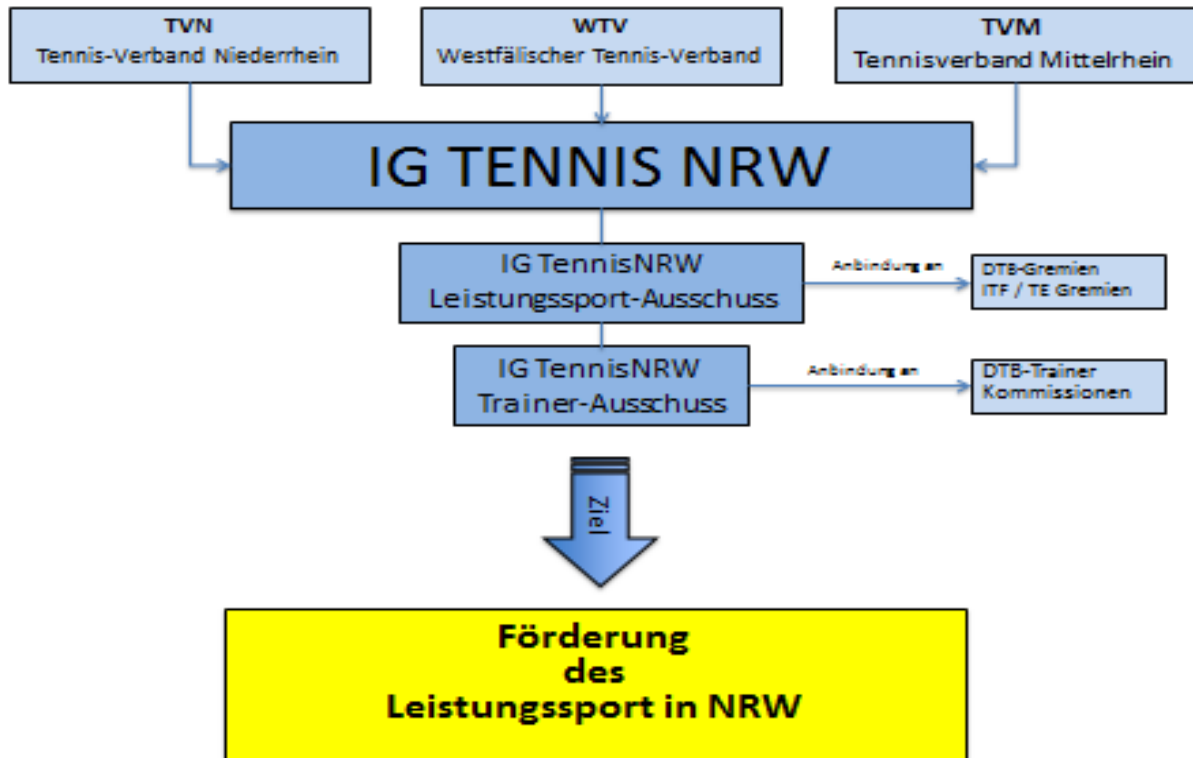 TVN
Tennis-Verband Niederrhein
WTV
Westfälischer Tennis-Verband
TVM
Tennisverband Mittelrhein
IG TENNIS NRW
IG TennisNRW
Leistungssport-Ausschuss
Anbindung an
DTB-Gremien
ITF / TE Gremien
IG TennisNRW
Trainer-Ausschuss
Anbindung an
DTB-Trainer
Kommissionen
Ziel
Förderung
des
Leistungssport in NRW